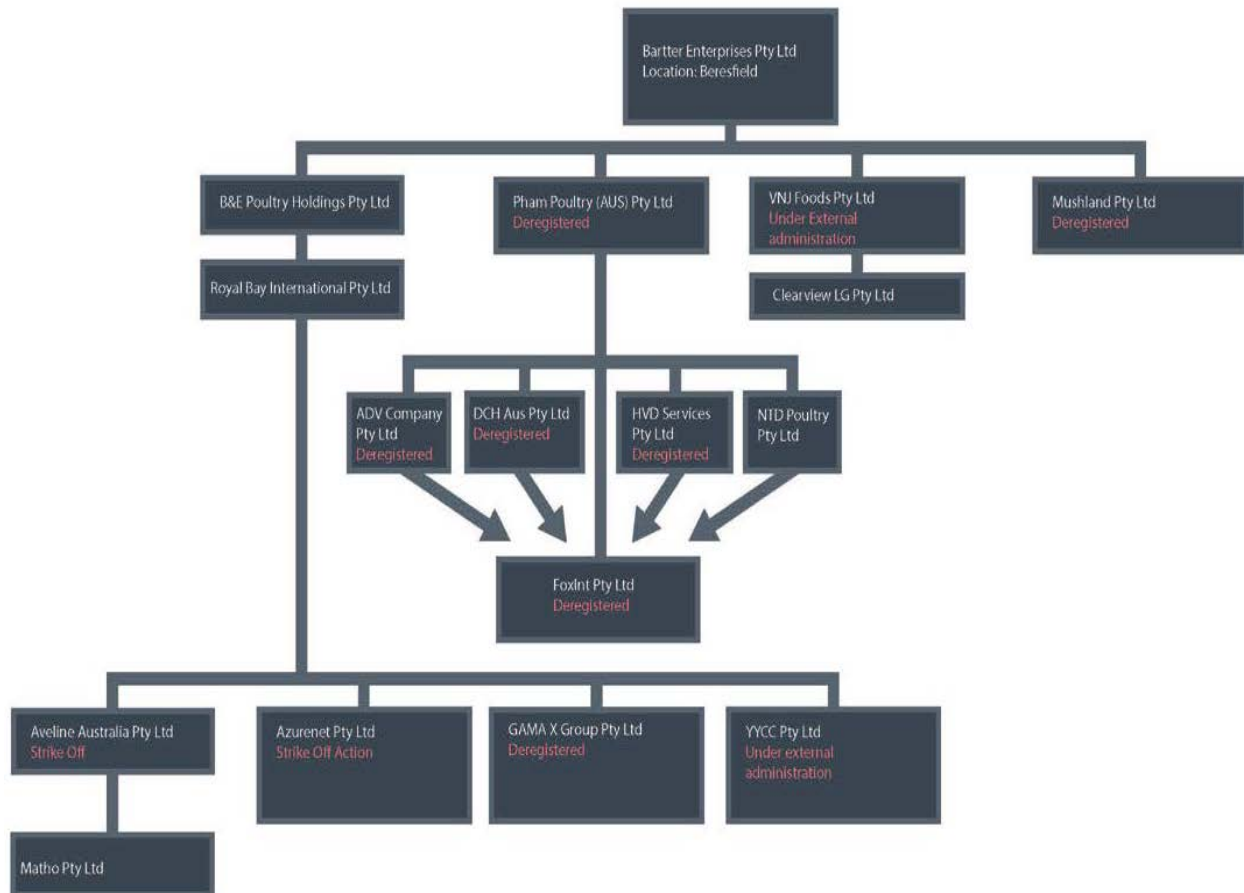 Bartter Enterprises Pty Ltd
Location: Beresfield
B&E Poultry Holdings Pty Ltd
Pham Poultry (AUS) Pty Ltd
Deregistered
VNJ Foods Pty Ltd
Under External
administration
Mushland Pty Ltd
Deregistered
Royal Bay International Pty Ltd
Clearview LG Pty Ltd
ADV Company
Pty Ltd
Deregistered
DCH Aus Pty Ltd
Deregistered
HVD Services
Pty Ltd
Deregistered
NTD Poultry
Pty Ltd
FoxInt Pty Ltd
Deregistered
Aveline Australia Pty Ltd
Strike Off
Azurenet Pty Ltd
Strike Off Action
GAMA X Group Pty Ltd
Deregistered
YYCC Pty Ltd
Under external
administration
Matho Pty Ltd